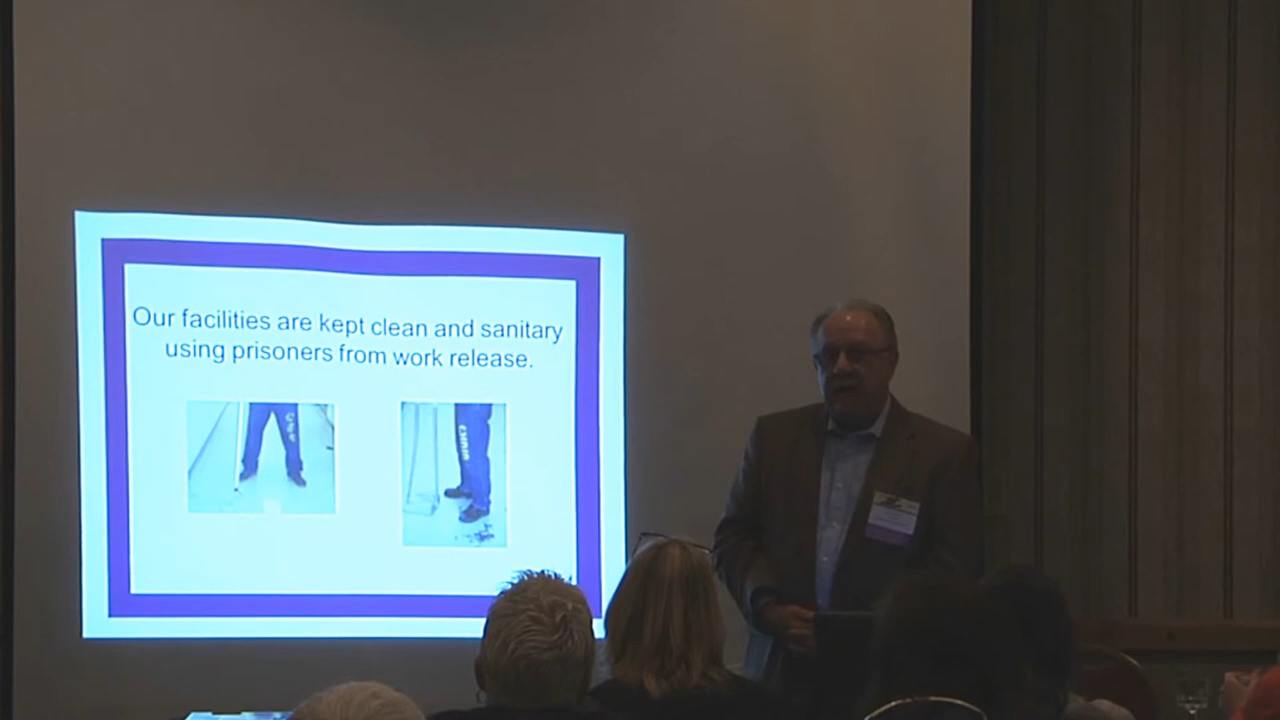 Our facilities are kept clean and sanitary
using prisoners from work release.